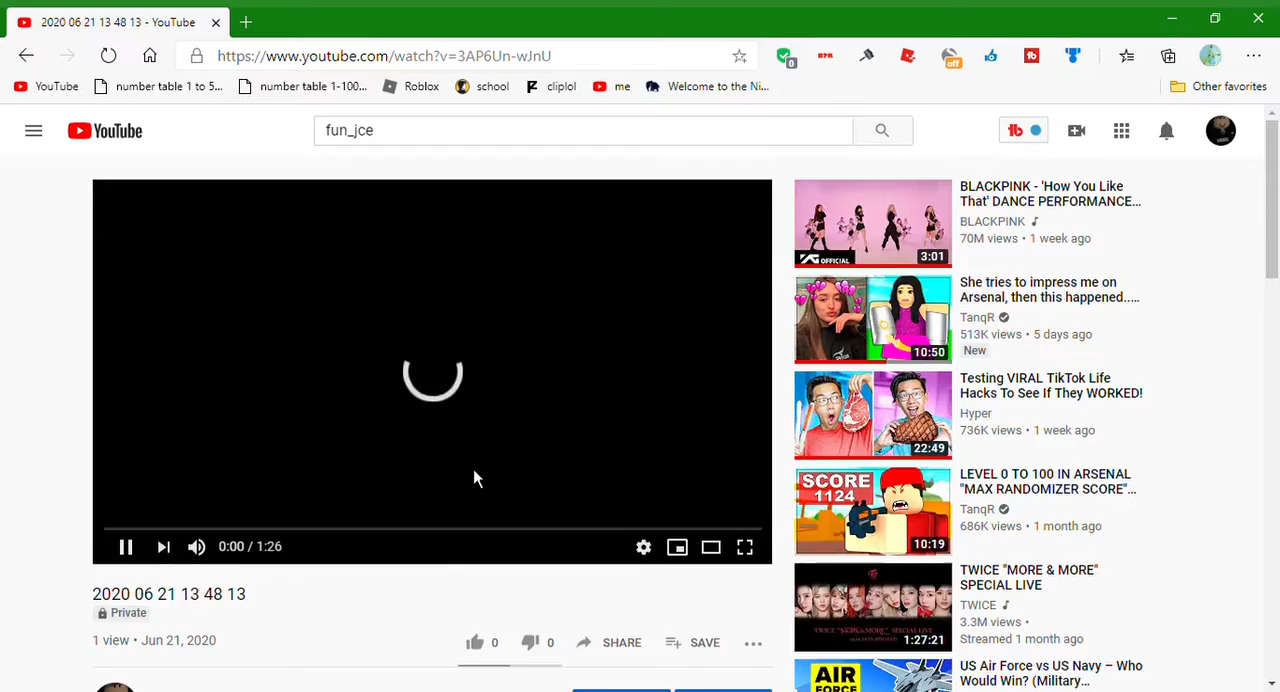 2020 06 21 13 48 13 - YouTube
https://www.youtube.com/watch?v=3AP6Un-wJnU
0
off
YouTube
number table 1 to 5...
number table 1-100...
Roblox
school
cliplol
me
Welcome to the Ni...
Other favorites
YouTube
fun_jce
tb
0:00 / 1:26
2020 06 21 13 48 13
Private
1 view • Jun 21, 2020
0
0
SHARE
SAVE
YG OFFICIAL
3:01
BLACKPINK - 'How You Like
That' DANCE PERFORMANCE...
BLACKPINK
70M views • 1 week ago
10:50
She tries to impress me on
Arsenal, then this happened.....
TanqR
513K views • 5 days ago
New
22:49
Testing VIRAL TikTok Life
Hacks To See If They WORKED!
Hyper
736K views • 1 week ago
SCORE
1124
10:19
LEVEL 0 TO 100 IN ARSENAL
"MAX RANDOMIZER SCORE"...
TanqR
686K views • 1 month ago
1:27:21
TWICE "MORE & MORE"
SPECIAL LIVE
TWICE
3.3M views •
Streamed 1 month ago
AIR
FORCE
US Air Force vs US Navy – Who
Would Win? (Military...